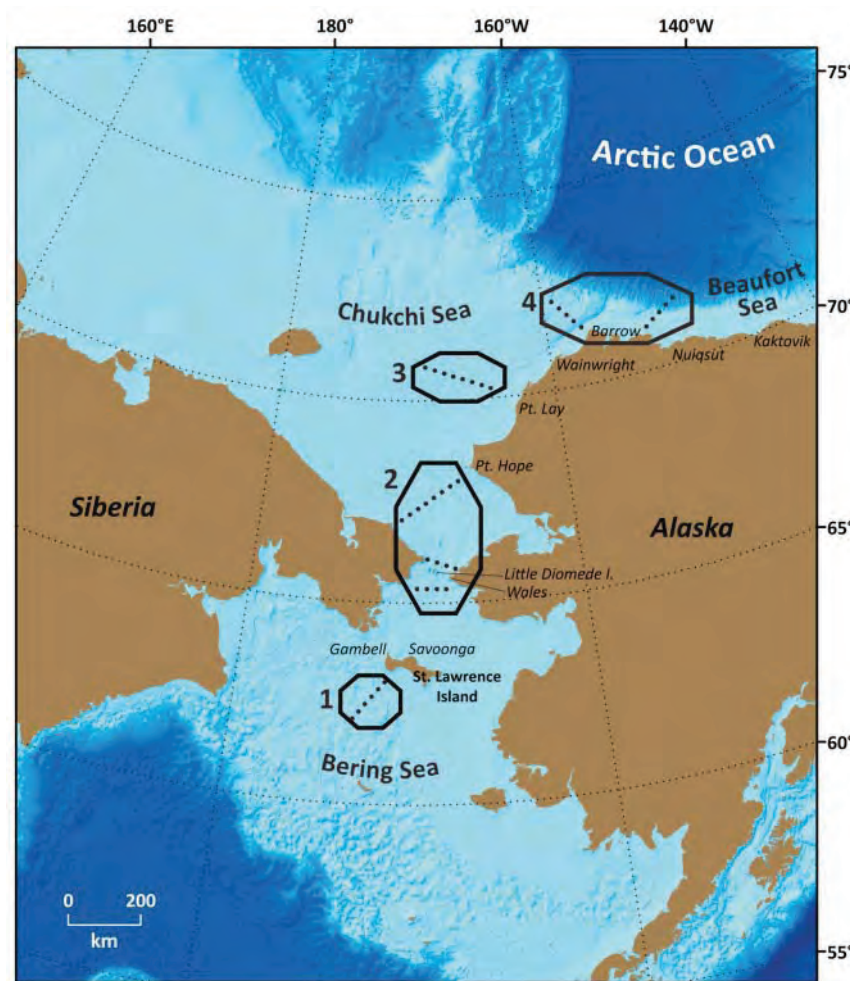 160°E 180° 160°W 140°W
75°
Arctic Ocean
4
Beaufort
Sea
70°
Chukchi Sea
Barrow
Kaktovik
Nuiqsut
Wainwright
3
Pt. Lay
Pt. Hope
2
Siberia
Alaska
65°
Little Diomede I.
Wales
Gambell Savoonga
St. Lawrence
Island
1
60°
Bering Sea
0 200
km
55°